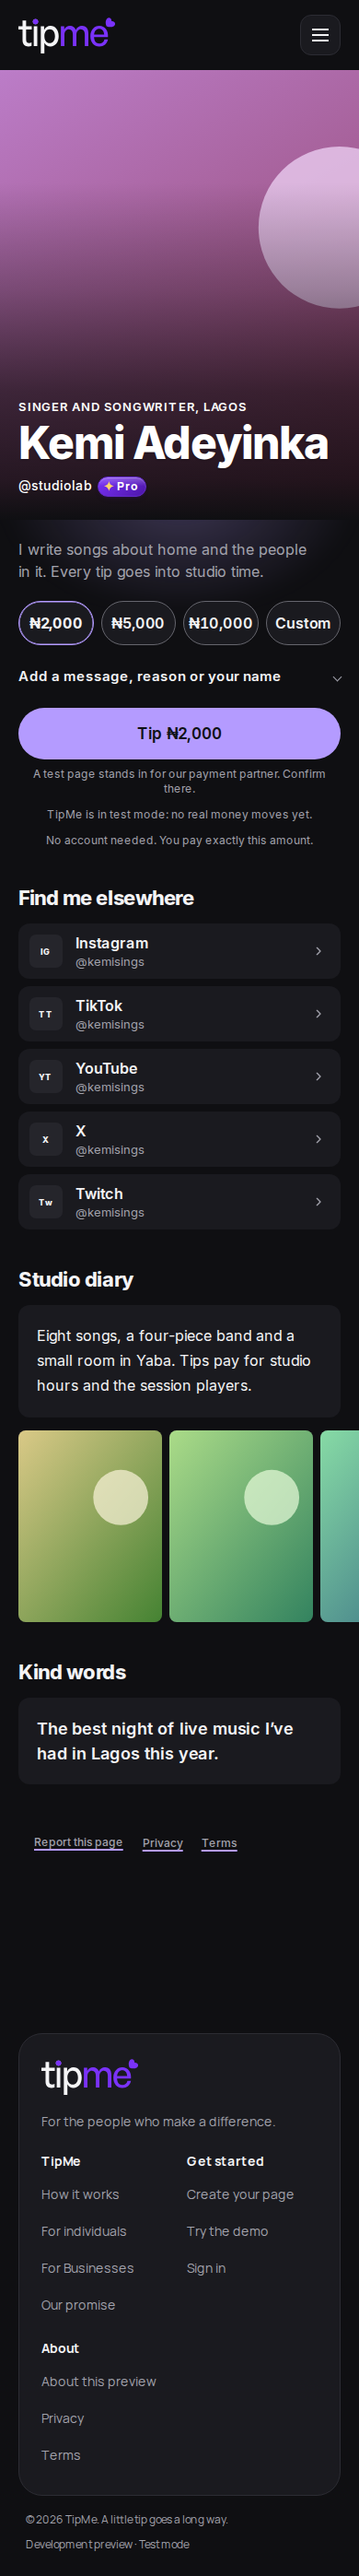 tipme
SINGER AND SONGWRITER, LAGOS
Kemi Adeyinka
@studiolab ✦ Pro
I write songs about home and the people
in it. Every tip goes into studio time.
₦2,000 ₦5,000 ₦10,000 Custom
Add a message, reason or your name
Tip ₦2,000
A test page stands in for our payment partner. Confirm
there.
TipMe is in test mode: no real money moves yet.
No account needed. You pay exactly this amount.
Find me elsewhere
IG Instagram
@kemisings
TT TikTok
@kemisings
YT YouTube
@kemisings
X X
@kemisings
Tw Twitch
@kemisings
Studio diary
Eight songs, a four-piece band and a
small room in Yaba. Tips pay for studio
hours and the session players.
Kind words
The best night of live music I’ve
had in Lagos this year.
Report this page Privacy Terms
tipme
For the people who make a difference.
TipMe
How it works
For individuals
For Businesses
Our promise
Get started
Create your page
Try the demo
Sign in
About
About this preview
Privacy
Terms
© 2026 TipMe. A little tip goes a long way.
Development preview · Test mode